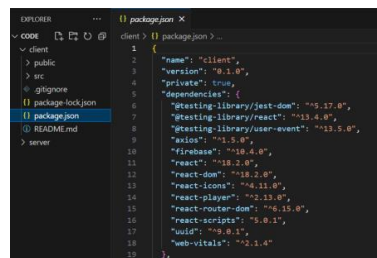 EXPLORER ...
{} package.json ×
CODE
client > {} package.json > ...
client
public
src
.gitignore
{} package-lock.json
{} package.json
README.md
server
1 {
2 "name": "client",
3 "version": "0.1.0",
4 "private": true,
5 "dependencies": {
6 "@testing-library/jest-dom": "^5.17.0",
7 "@testing-library/react": "^13.4.0",
8 "@testing-library/user-event": "^13.5.0",
9 "axios": "^1.5.0",
10 "firebase": "^10.4.0",
11 "react": "^18.2.0",
12 "react-dom": "^18.2.0",
13 "react-icons": "^4.11.0",
14 "react-player": "^2.13.0",
15 "react-router-dom": "^6.15.0",
16 "react-scripts": "5.0.1",
17 "uuid": "^9.0.1",
18 "web-vitals": "^2.1.4"
19 },